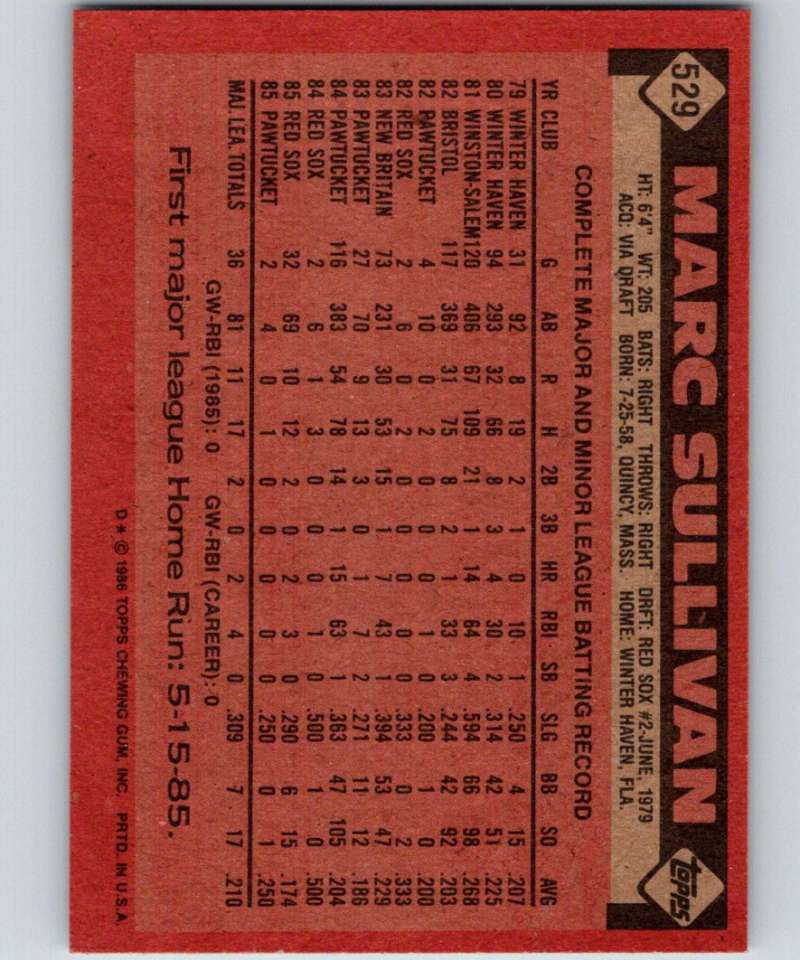 529
MARC SULLIVAN
topps
HT: 6'4" WT: 205 BATS: RIGHT THROWS: RIGHT DRFT: RED SOX #2-JUNE, 1979
ACQ: VIA DRAFT BORN: 7-25-58, QUINCY, MASS. HOME: WINTER HAVEN, FLA.
COMPLETE MAJOR AND MINOR LEAGUE BATTING RECORD
YR CLUB G AB R H 2B 3B HR RBI SB SLG BB SO AVG
79 WINTER HAVEN 31 92 8 19 2 1 0 10 1 .250 4 15 .207
80 WINTER HAVEN 94 293 32 66 8 3 4 30 2 .314 42 51 .225
81 WINSTON-SALEM 120 406 67 109 21 1 14 64 4 .594 66 98 .268
82 BRISTOL 117 369 31 75 8 2 1 33 3 .244 42 92 .203
82 PAWTUCKET 4 10 0 2 0 0 0 1 0 .200 1 0 .200
82 RED SOX 2 6 0 2 0 0 0 0 0 .333 0 2 .333
83 NEW BRITAIN 73 231 30 53 15 1 7 43 1 .394 53 47 .229
83 PAWTUCKET 27 70 9 13 3 0 1 7 2 .271 11 12 .186
84 PAWTUCKET 116 383 54 78 14 1 15 63 1 .363 47 105 .204
84 RED SOX 2 6 1 3 0 0 0 1 0 .500 1 0 .500
85 RED SOX 32 69 10 12 2 0 2 3 0 .290 6 15 .174
85 PAWTUCKET 2 4 0 1 0 0 0 0 0 .250 0 1 .250
MAJ LEA. TOTALS 36 81 11 17 2 0 2 4 0 .309 7 17 .210
GW-RBI (1985): 0 GW-RBI (CAREER): 0
First major league Home Run: 5-15-85.
D* © 1986 TOPPS CHEWING GUM, INC. PRTD. IN U.S.A.